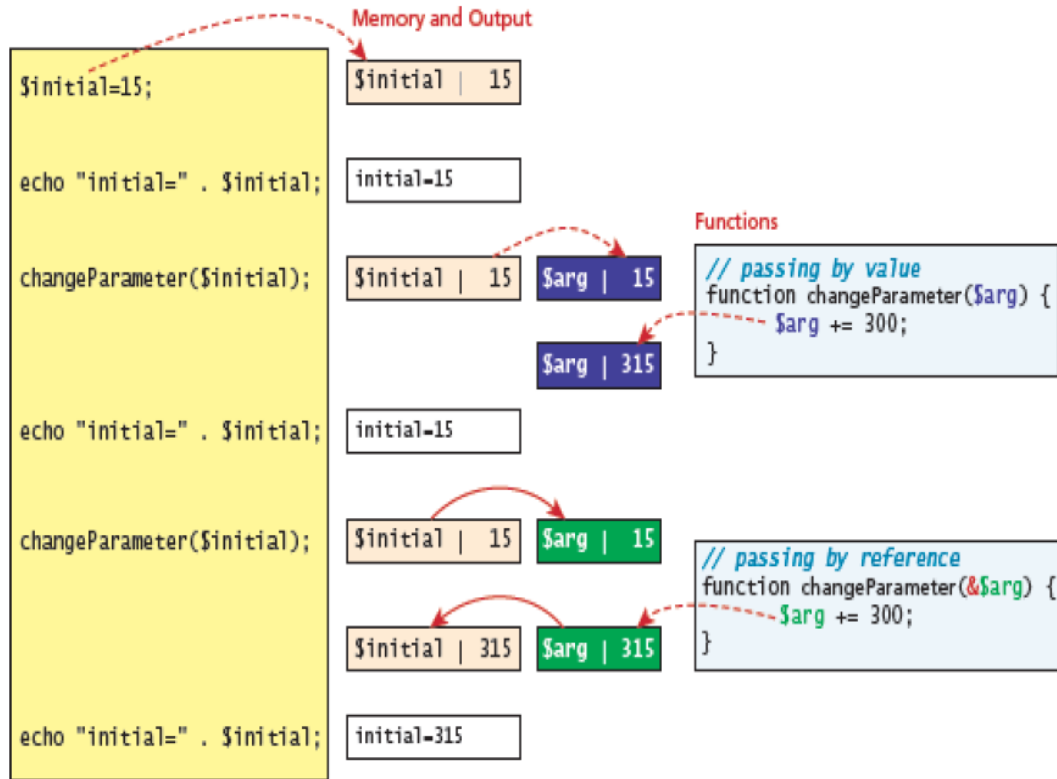 Memory and Output
$initial=15;
$initial | 15
echo "initial=" . $initial;
initial=15
Functions
changeParameter($initial);
$initial | 15
$arg | 15
// passing by value
function changeParameter($arg) {
$arg += 300;
}
$arg | 315
echo "initial=" . $initial;
initial=15
changeParameter($initial);
$initial | 15
$arg | 15
// passing by reference
function changeParameter(&$arg) {
$arg += 300;
}
$initial | 315
$arg | 315
echo "initial=" . $initial;
initial=315